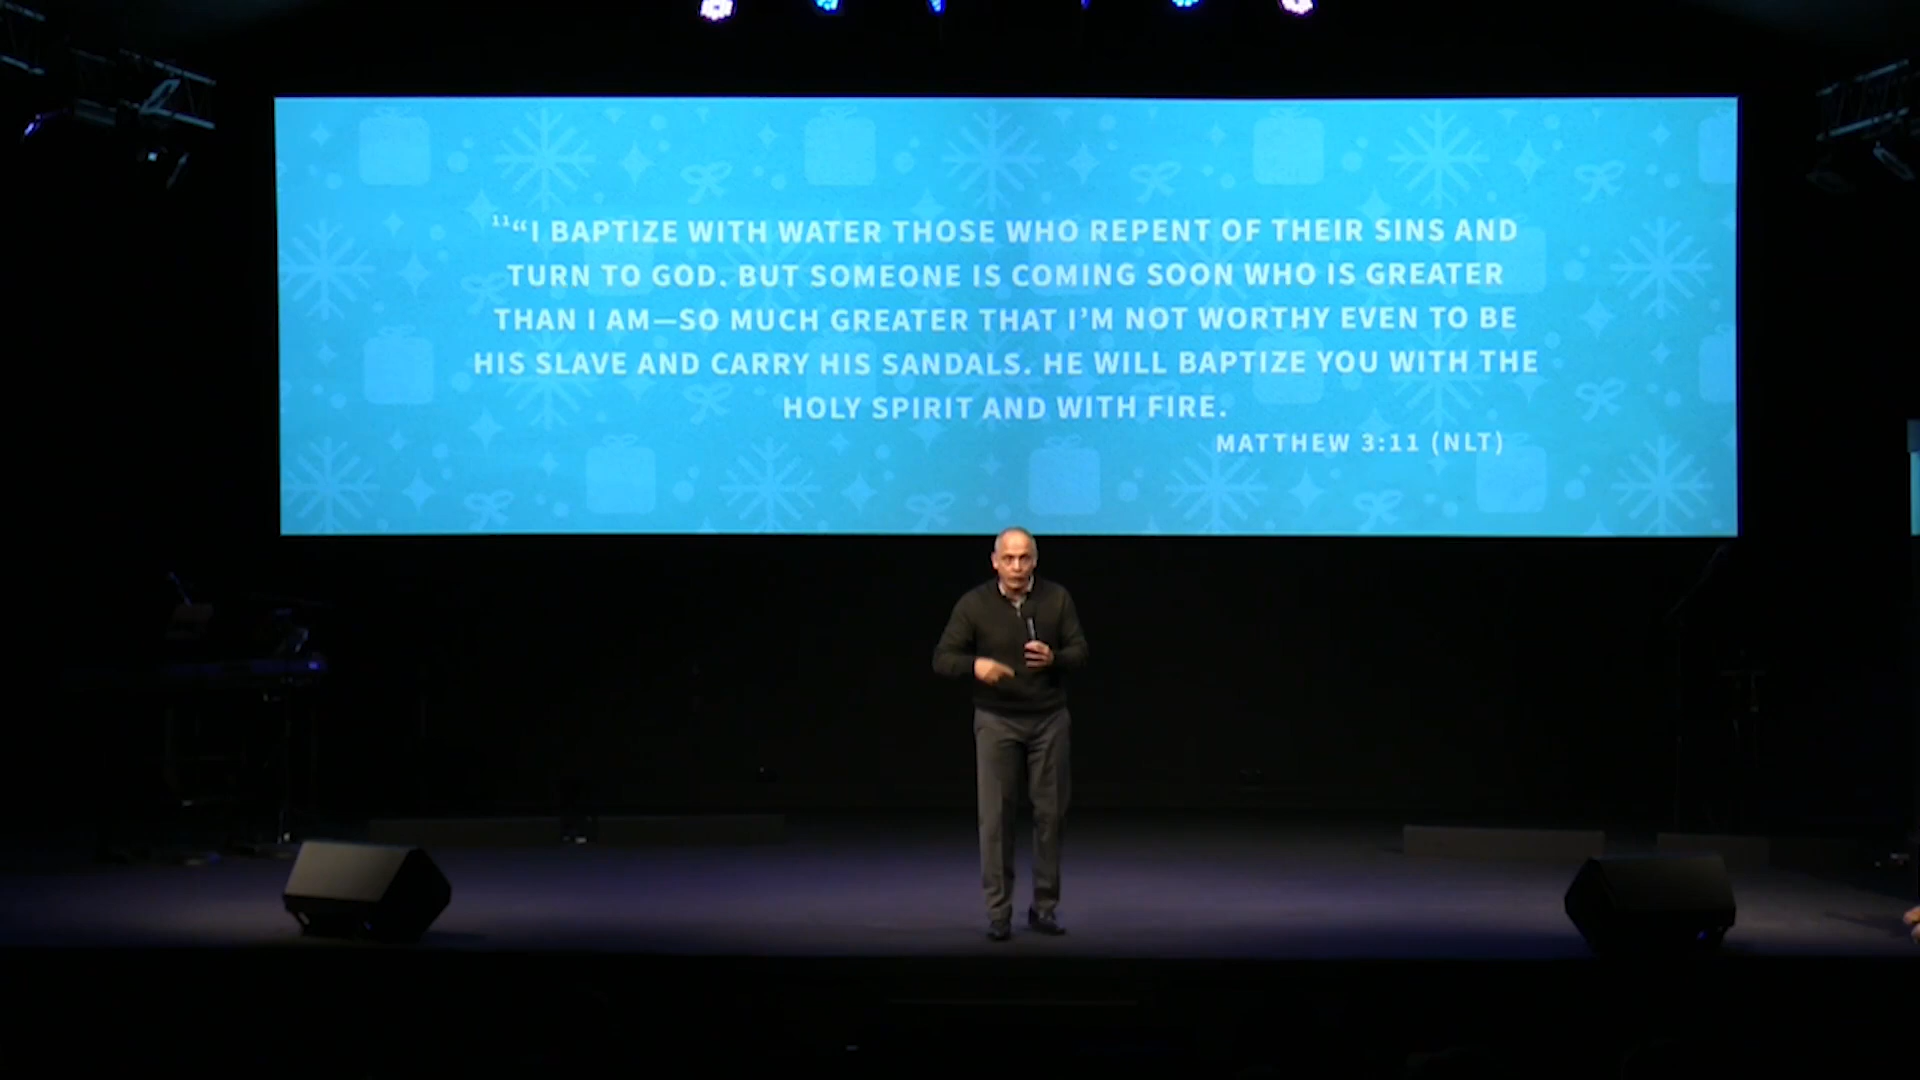 ¹¹“I BAPTIZE WITH WATER THOSE WHO REPENT OF THEIR SINS AND
TURN TO GOD. BUT SOMEONE IS COMING SOON WHO IS GREATER
THAN I AM—SO MUCH GREATER THAT I’M NOT WORTHY EVEN TO BE
HIS SLAVE AND CARRY HIS SANDALS. HE WILL BAPTIZE YOU WITH THE
HOLY SPIRIT AND WITH FIRE.
MATTHEW 3:11 (NLT)